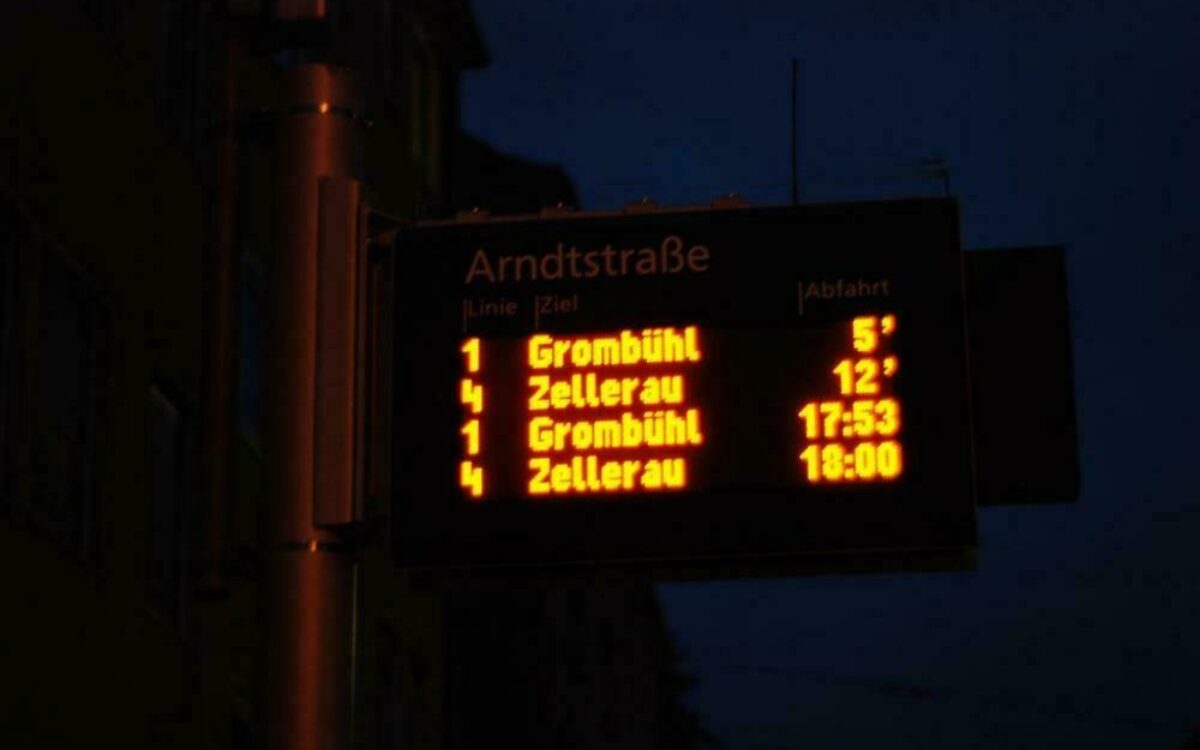 Arndtstraße
Linie Ziel Abfahrt
1 Grombühl 5’
4 Zellerau 12’
1 Grombühl 17:53
4 Zellerau 18:00